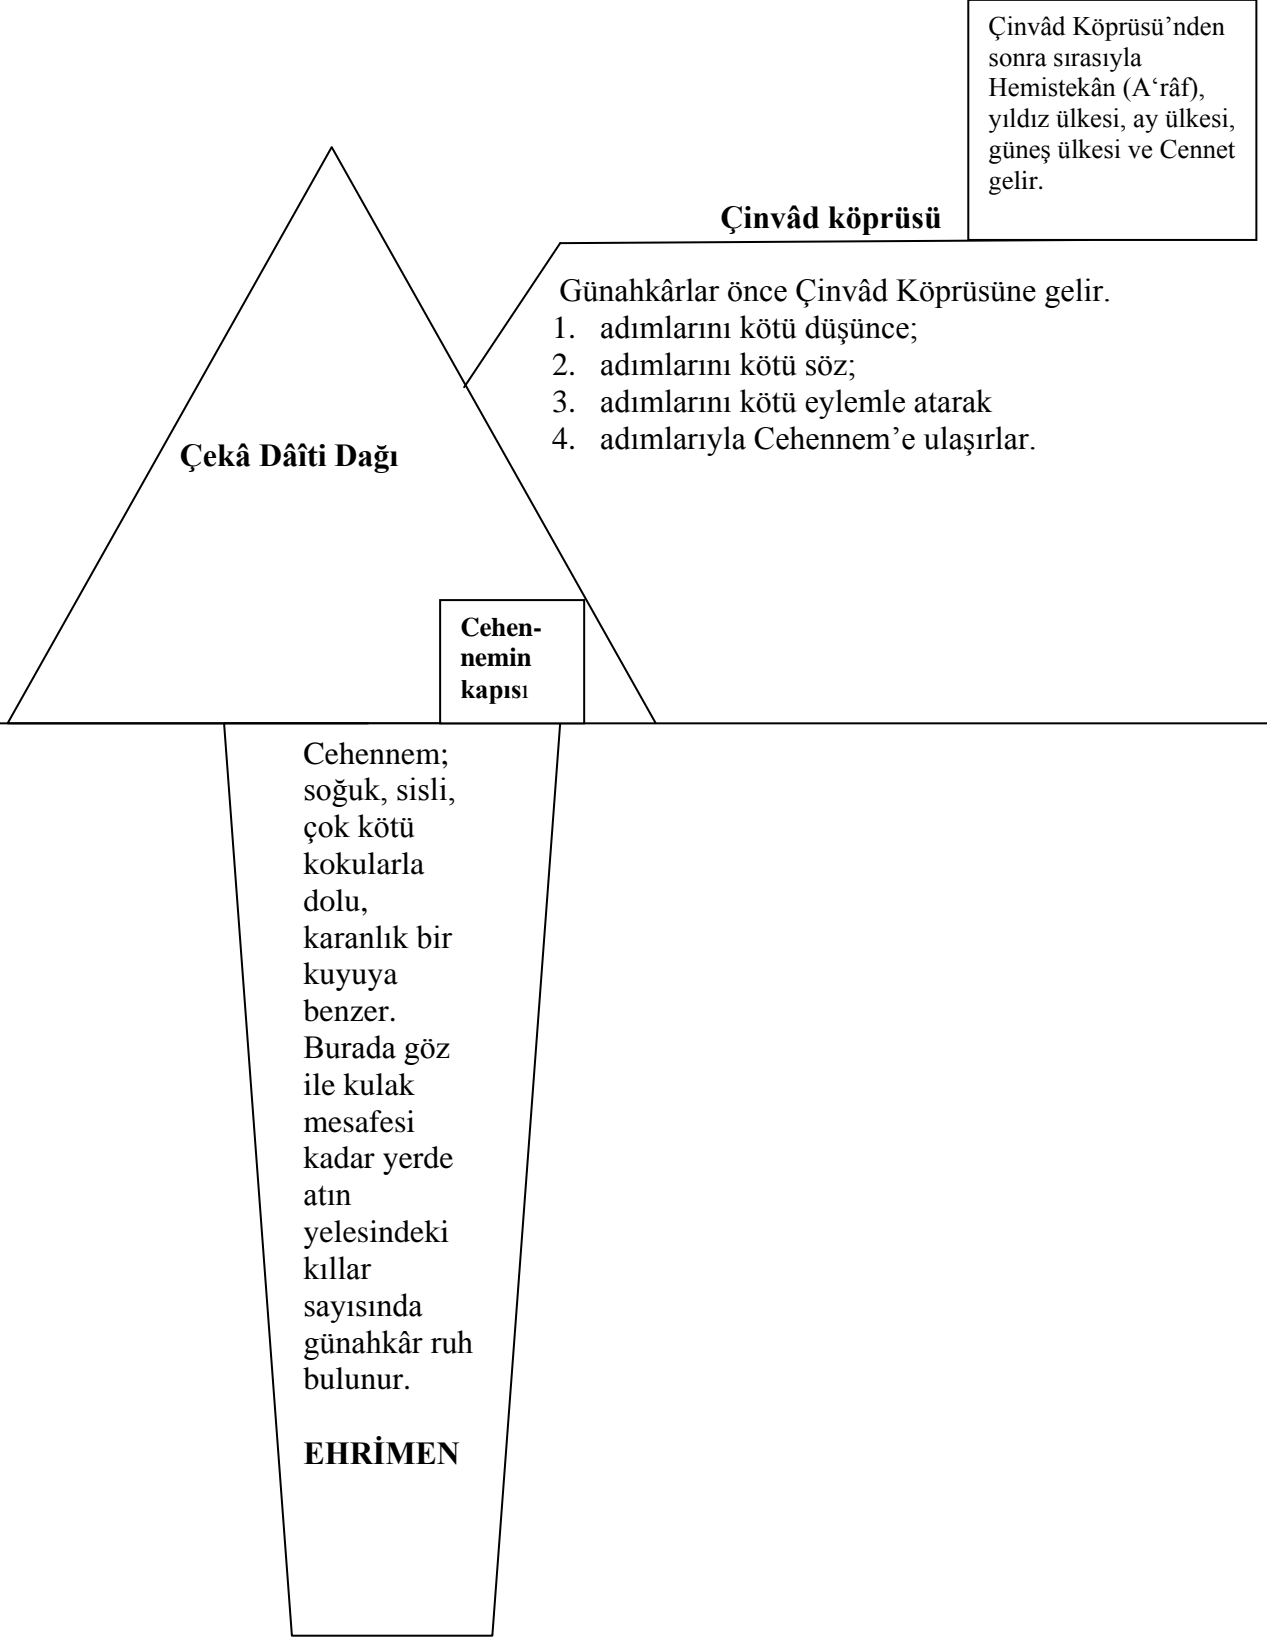 Çinvâd Köprüsü’nden
sonra sırasıyla
Hemistekân (A‘râf),
yıldız ülkesi, ay ülkesi,
güneş ülkesi ve Cennet
gelir.
Çinvâd köprüsü
Günahkârlar önce Çinvâd Köprüsüne gelir.
1. adımlarını kötü düşünce;
2. adımlarını kötü söz;
3. adımlarını kötü eylemle atarak
4. adımlarıyla Cehennem’e ulaşırlar.
Çekâ Dâîti Dağı
Cehen-
nemin
kapısı
Cehennem;
soğuk, sisli,
çok kötü
kokularla
dolu,
karanlık bir
kuyuya
benzer.
Burada göz
ile kulak
mesafesi
kadar yerde
atın
yelesindeki
kıllar
sayısında
günahkâr ruh
bulunur.
EHRİMEN